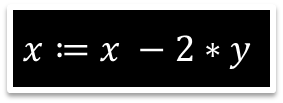 x := x − 2 * y